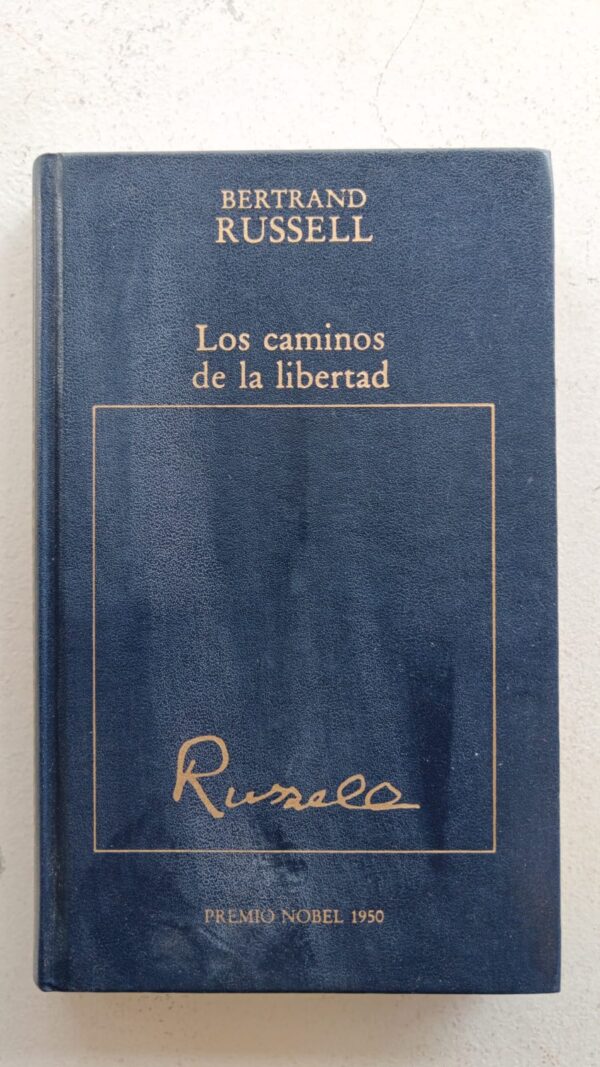 BERTRAND
RUSSELL
Los caminos
de la libertad
Russell
PREMIO NOBEL 1950